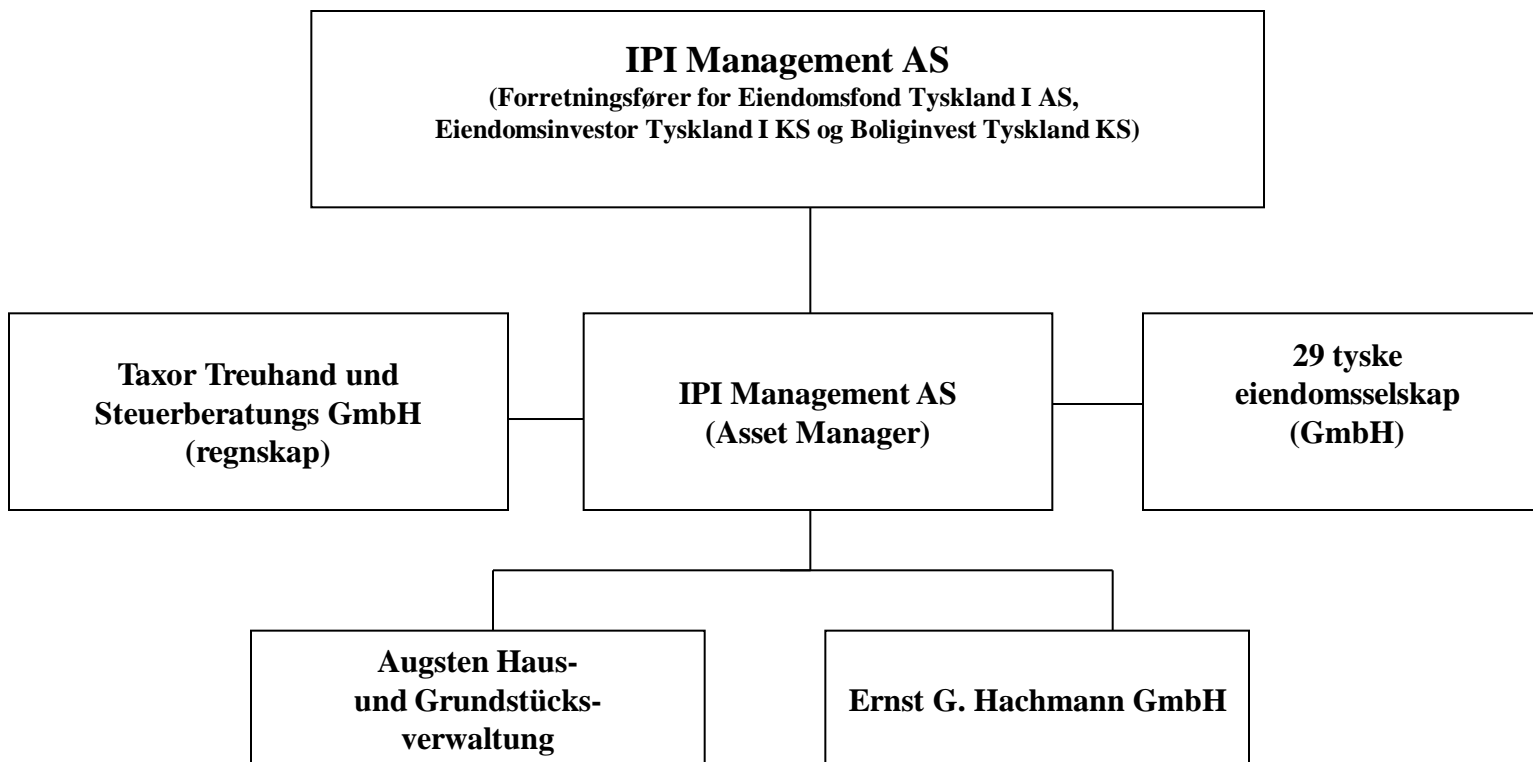 IPI Management AS
(Forretningsfører for Eiendomsfond Tyskland I AS,
Eiendomsinvestor Tyskland I KS og Boliginvest Tyskland KS)
Taxor Treuhand und
Steuerberatungs GmbH
(regnskap)
IPI Management AS
(Asset Manager)
29 tyske
eiendomsselskap
(GmbH)
Augsten Haus-
und Grundstücks-
verwaltung
Ernst G. Hachmann GmbH